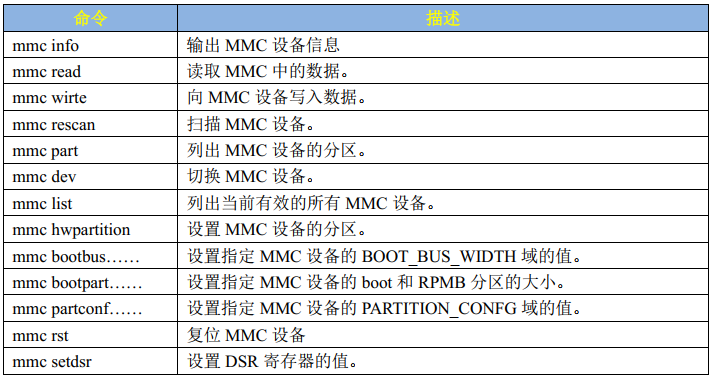 命令 描述
mmc info 输出 MMC 设备信息
mmc read 读取 MMC 中的数据。
mmc wirte 向 MMC 设备写入数据。
mmc rescan 扫描 MMC 设备。
mmc part 列出 MMC 设备的分区。
mmc dev 切换 MMC 设备。
mmc list 列出当前有效的所有 MMC 设备。
mmc hwpartition 设置 MMC 设备的分区。
mmc bootbus…… 设置指定 MMC 设备的 BOOT_BUS_WIDTH 域的值。
mmc bootpart…… 设置指定 MMC 设备的 boot 和 RPMB 分区的大小。
mmc partconf…… 设置指定 MMC 设备的 PARTITION_CONFG 域的值。
mmc rst 复位 MMC 设备
mmc setdsr 设置 DSR 寄存器的值。